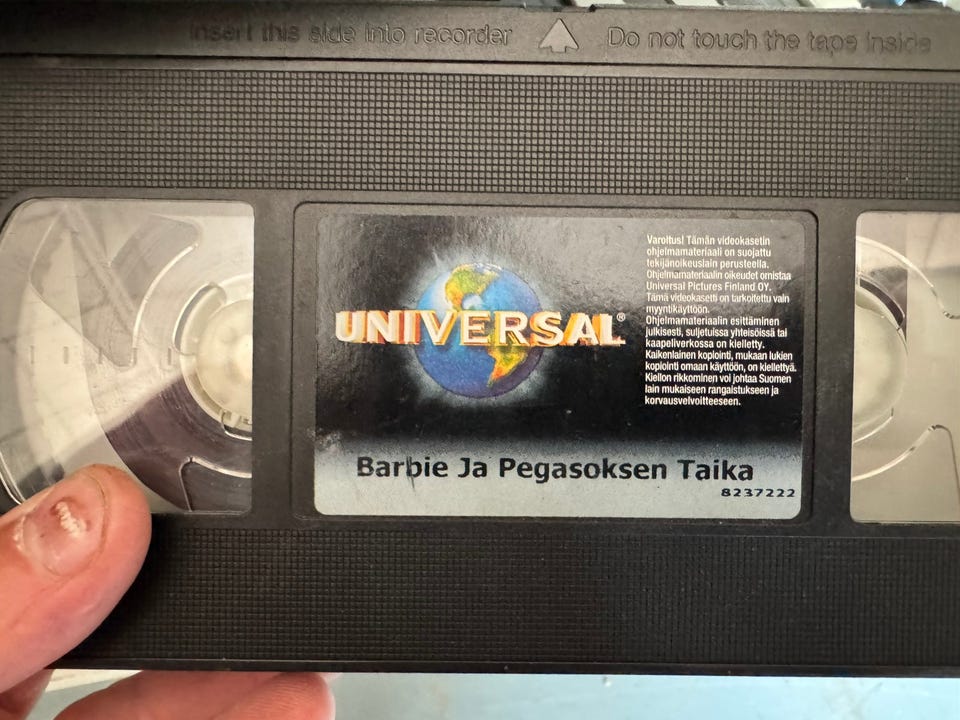 Insert this side into recorder Do not touch the tape inside
UNIVERSAL®
Varoitus! Tämän videokasetin
ohjelmamateriaali on suojattu
tekijänoikeuslain perusteella.
Ohjelmamateriaalin oikeudet omistaa
Universal Pictures Finland OY.
Tämä videokasetti on tarkoitettu vain
myyntikäyttöön.
Ohjelmamateriaalin esittäminen
julkisesti, suljetuissa yhteisöissä tai
kaapeliverkossa on kielletty.
Kaikenlainen kopiointi, mukaan lukien
kopiointi omaan käyttöön, on kiellettyä.
Kiellon rikkominen voi johtaa Suomen
lain mukaiseen rangaistukseen ja
korvausvelvoitteeseen.
Barbie Ja Pegasoksen Taika
8237222